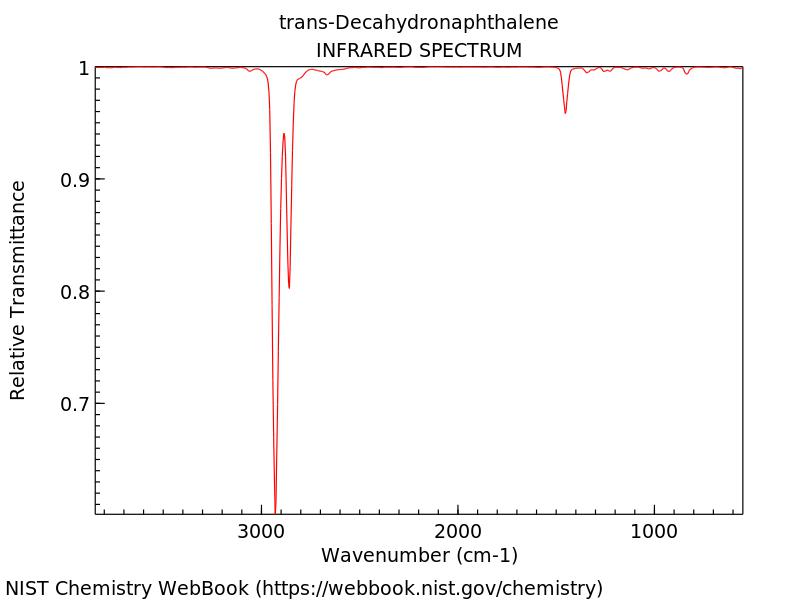 trans-Decahydronaphthalene
INFRARED SPECTRUM
1
0.9
0.8
0.7
Relative Transmittance
3000 2000 1000
Wavenumber (cm-1)
NIST Chemistry WebBook (https://webbook.nist.gov/chemistry)